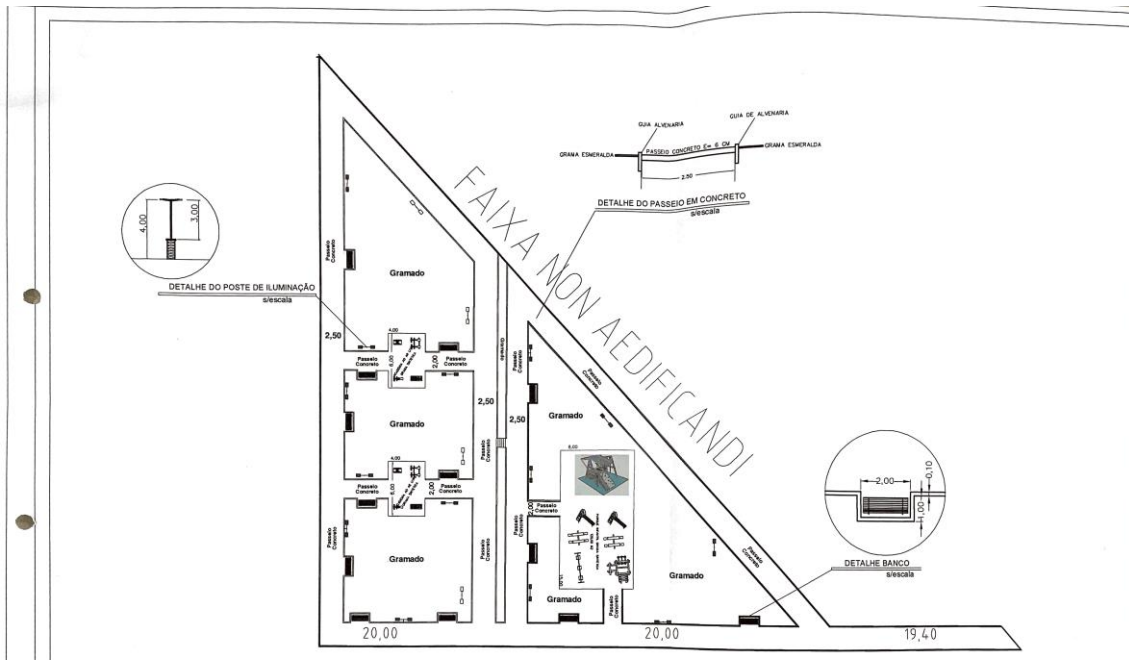 GUIA ALVENARIA
GUIA DE ALVENARIA
GRAMA ESMERALDA
PASSEIO CONCRETO E= 6 CM
GRAMA ESMERALDA
2.50
DETALHE DO PASSEIO EM CONCRETO
s/escala
FAIXA NON AEDIFICANDI
4,00
3,00
DETALHE DO POSTE DE ILUMINAÇÃO
s/escala
Passeio
Concreto
Gramado
2,50
4.00
6,00
2,00
Passeio
Concreto
Passeio
Concreto
Gramado
Passeio
Concreto
Passeio
Concreto
Gramado
2,50
2,50
Gramado
Passeio
Concreto
Passeio
Concreto
4.00
6,00
2,00
Passeio
Concreto
Passeio
Concreto
Passeio
Concreto
Gramado
Passeio
Concreto
Passeio
Concreto
2,00
Passeio
Concreto
Gramado
Passeio
Concreto
Gramado
Passeio
Concreto
2,00
1,00
0,10
DETALHE BANCO
s/escala
20,00
20,00
19,40